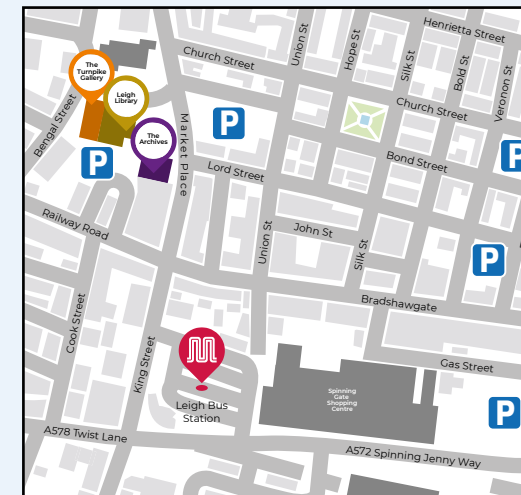 Henrietta Street
Union St
Hope St
Silk St
Bold St
Veronon St
Church Street
The
Turnpike
Gallery
Leigh
Library
The
Archives
Bengal Street
Market Place
P
P
P
Church Street
Bond Street
Lord Street
Railway Road
Union St
John St
Silk St
P
Bradshawgate
Cook Street
King Street
Gas Street
Leigh Bus
Station
Spinning
Gate
Shopping
Centre
P
A578 Twist Lane
A572 Spinning Jenny Way